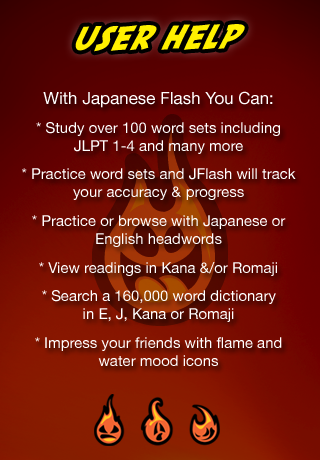 USER HELP
With Japanese Flash You Can:
* Study over 100 word sets including
JLPT 1-4 and many more
* Practice word sets and JFlash will track
your accuracy & progress
* Practice or browse with Japanese or
English headwords
* View readings in Kana &/or Romaji
* Search a 160,000 word dictionary
in E, J, Kana or Romaji
* Impress your friends with flame and
water mood icons